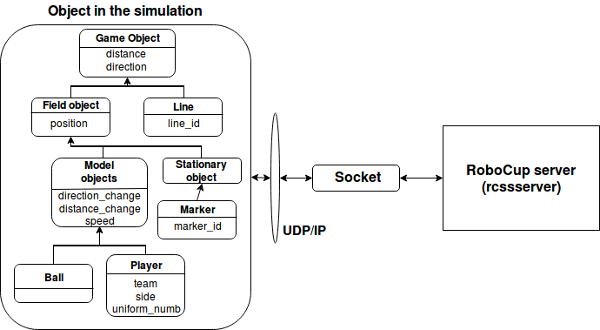 Object in the simulation
Game Object
distance
direction
Field object
position
Line
line_id
Model
objects
direction_change
distance_change
speed
Stationary
object
Marker
marker_id
Ball
Player
team
side
uniform_numb
UDP/IP
Socket
RoboCup server
(rcssserver)